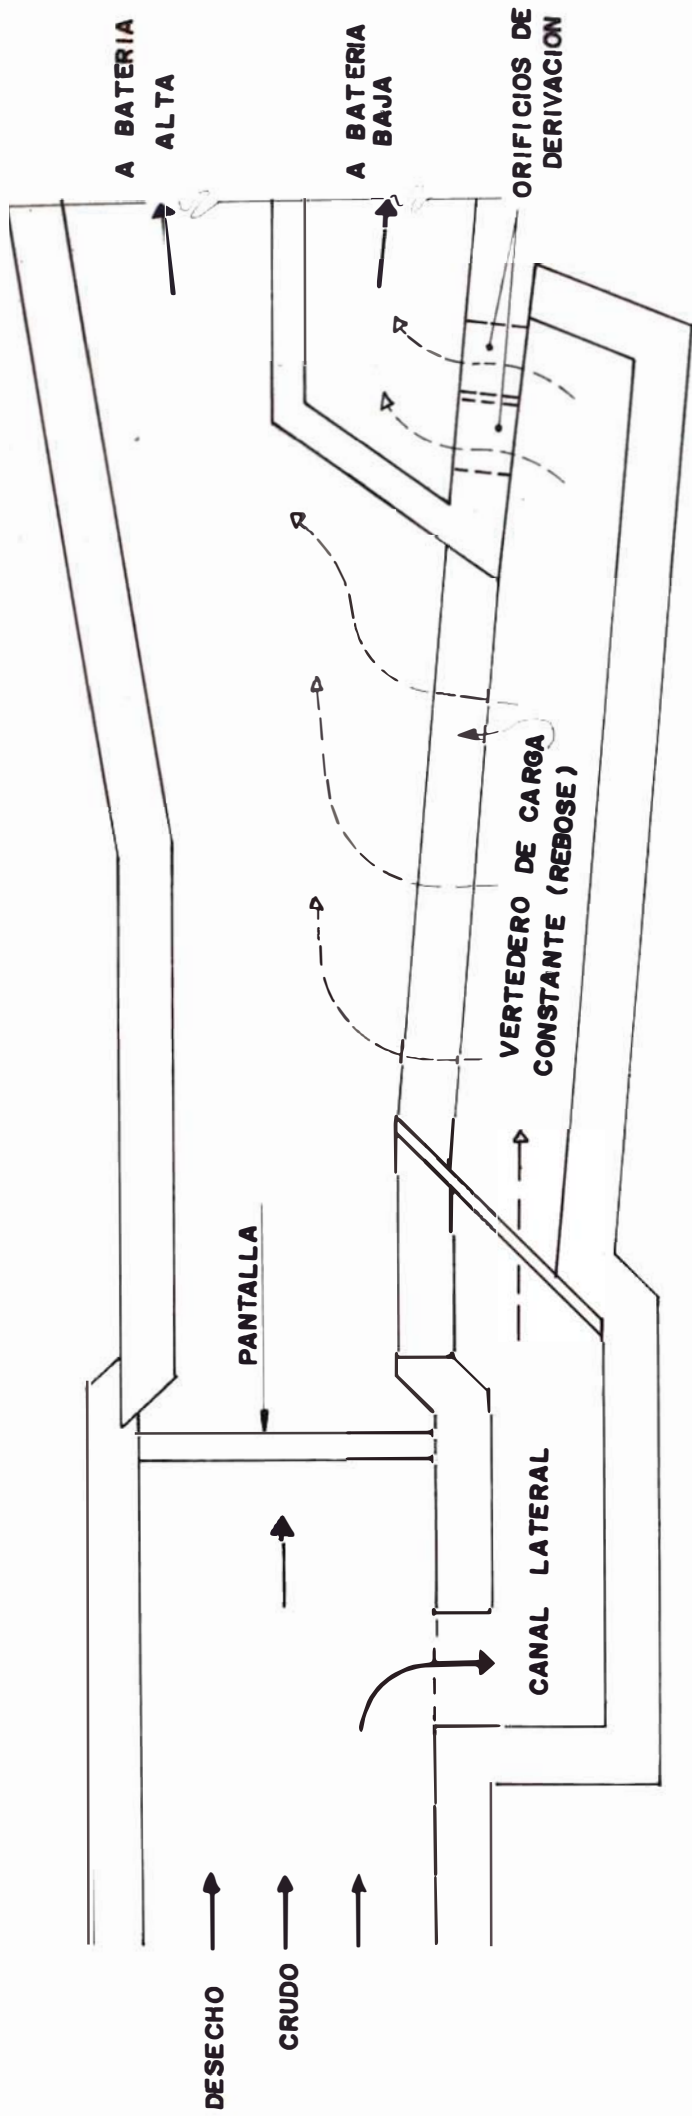 A BATERIA
ALTA
A BATERIA
BAJA
ORIFICIOS DE
DERIVACION
PANTALLA
VERTEDERO DE CARGA
CONSTANTE (REBOSE)
CANAL LATERAL
DESECHO
CRUDO